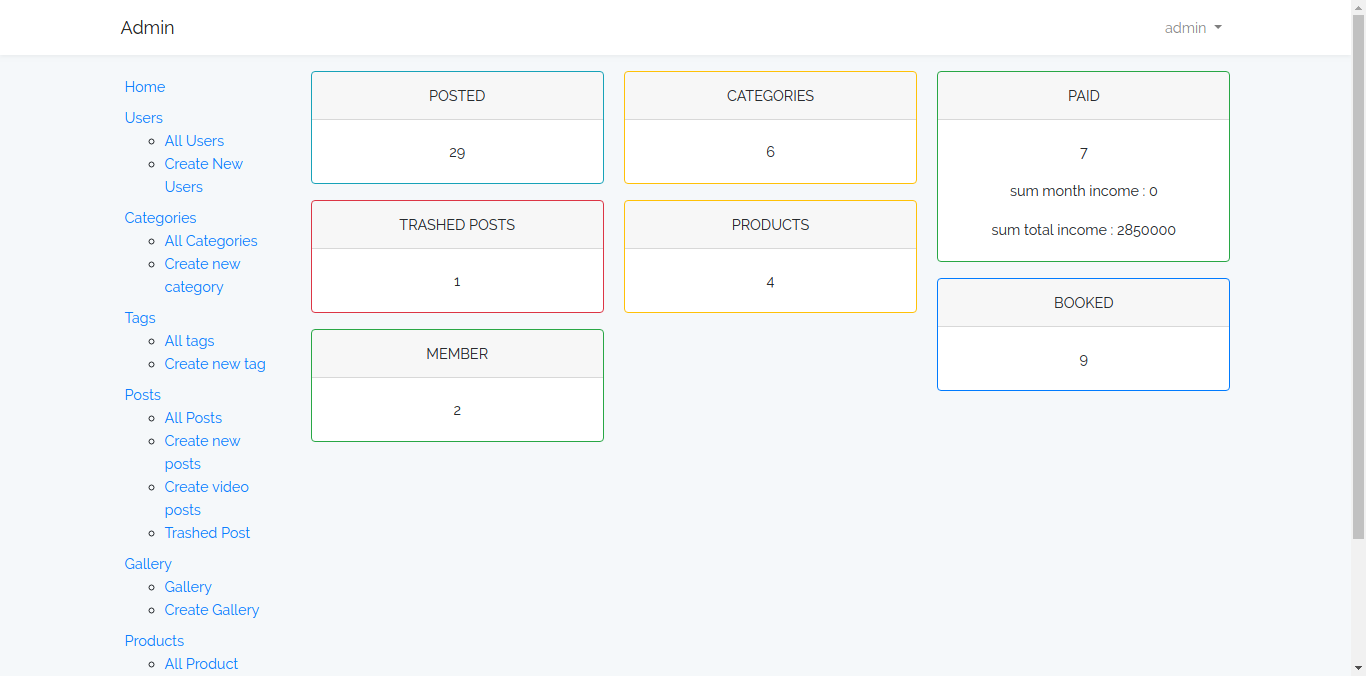 Admin
admin
Home
Users
All Users
Create New
Users
Categories
All Categories
Create new
category
Tags
All tags
Create new tag
Posts
All Posts
Create new
posts
Create video
posts
Trashed Post
Gallery
Gallery
Create Gallery
Products
All Product
POSTED
29
TRASHED POSTS
1
MEMBER
2
CATEGORIES
6
PRODUCTS
4
PAID
7
sum month income : 0
sum total income : 2850000
BOOKED
9